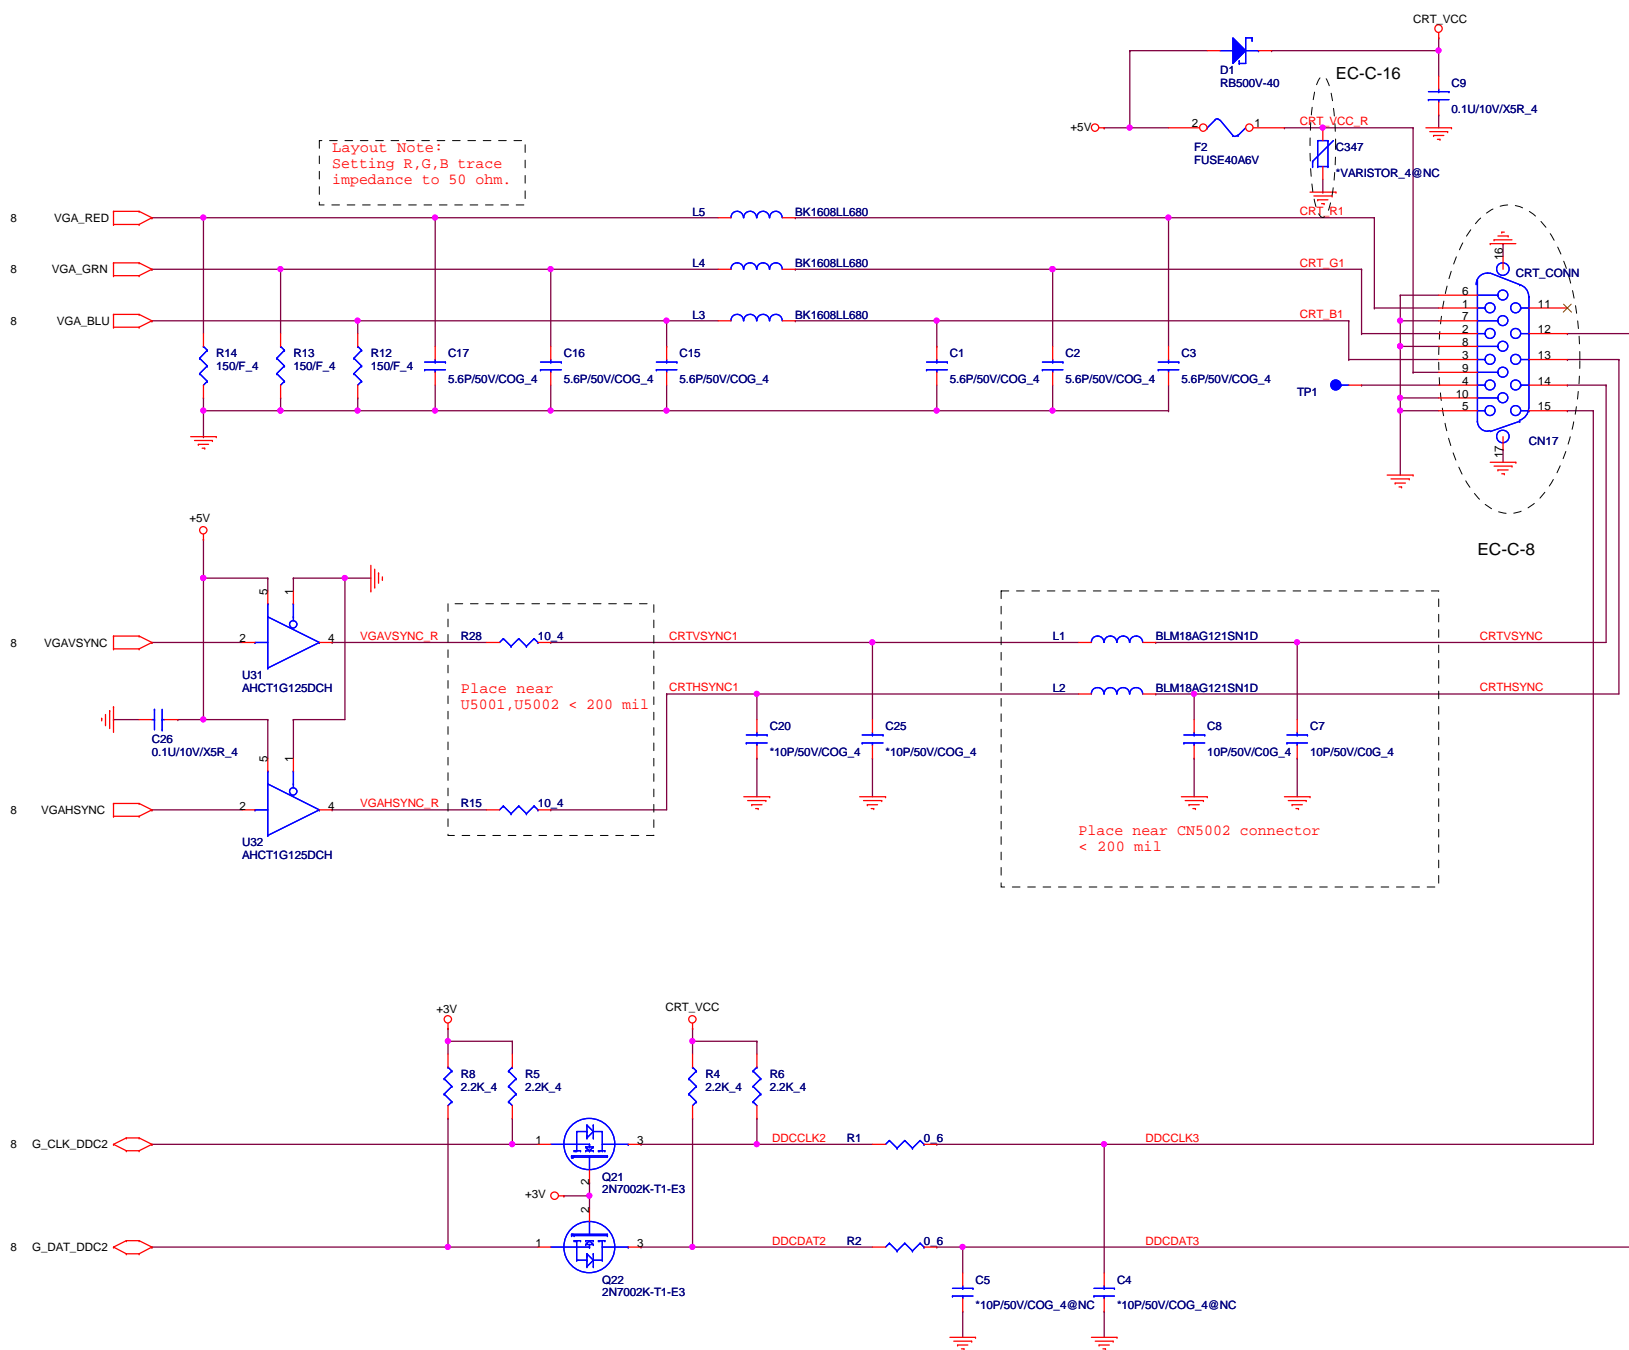 CRT_VCC
D1
RB500V-40
EC-C-16
C9
0.1U/10V/X5R_4
+5V
2
1
F2
FUSE40A6V
CRT_VCC_R
C347
*VARISTOR_4@NC
Layout Note:
Setting R,G,B trace
impedance to 50 ohm.
8 VGA_RED
L5 BK1608LL680
CRT_R1
8 VGA_GRN
L4 BK1608LL680
CRT_G1
8 VGA_BLU
L3 BK1608LL680
CRT_B1
16
CRT_CONN
6
1
7
2
8
3
9
4
10
5
11
12
13
14
15
17
CN17
EC-C-8
TP1
R14
150/F_4
R13
150/F_4
R12
150/F_4
C17
5.6P/50V/COG_4
C16
5.6P/50V/COG_4
C15
5.6P/50V/COG_4
C1
5.6P/50V/COG_4
C2
5.6P/50V/COG_4
C3
5.6P/50V/COG_4
+5V
5
1
8 VGAVSYNC
2
4
U31
AHCT1G125DCH
VGAVSYNC_R
R28 10_4
CRTVSYNC1
L1 BLM18AG121SN1D
CRTVSYNC
Place near
U5001,U5002 < 200 mil
CRTHSYNC1
L2 BLM18AG121SN1D
CRTHSYNC
C26
0.1U/10V/X5R_4
C20
*10P/50V/COG_4
C25
*10P/50V/COG_4
C8
10P/50V/C0G_4
C7
10P/50V/C0G_4
5
1
8 VGAHSYNC
2
4
U32
AHCT1G125DCH
VGAHSYNC_R
R15 10_4
Place near CN5002 connector
< 200 mil
+3V
CRT_VCC
R8
2.2K_4
R5
2.2K_4
R4
2.2K_4
R6
2.2K_4
8 G_CLK_DDC2
1
3
2
Q21
2N7002K-T1-E3
DDCCLK2
R1 0_6
DDCCLK3
+3V
2
8 G_DAT_DDC2
1
3
Q22
2N7002K-T1-E3
DDCDAT2
R2 0_6
DDCDAT3
C5
*10P/50V/COG_4@NC
C4
*10P/50V/COG_4@NC